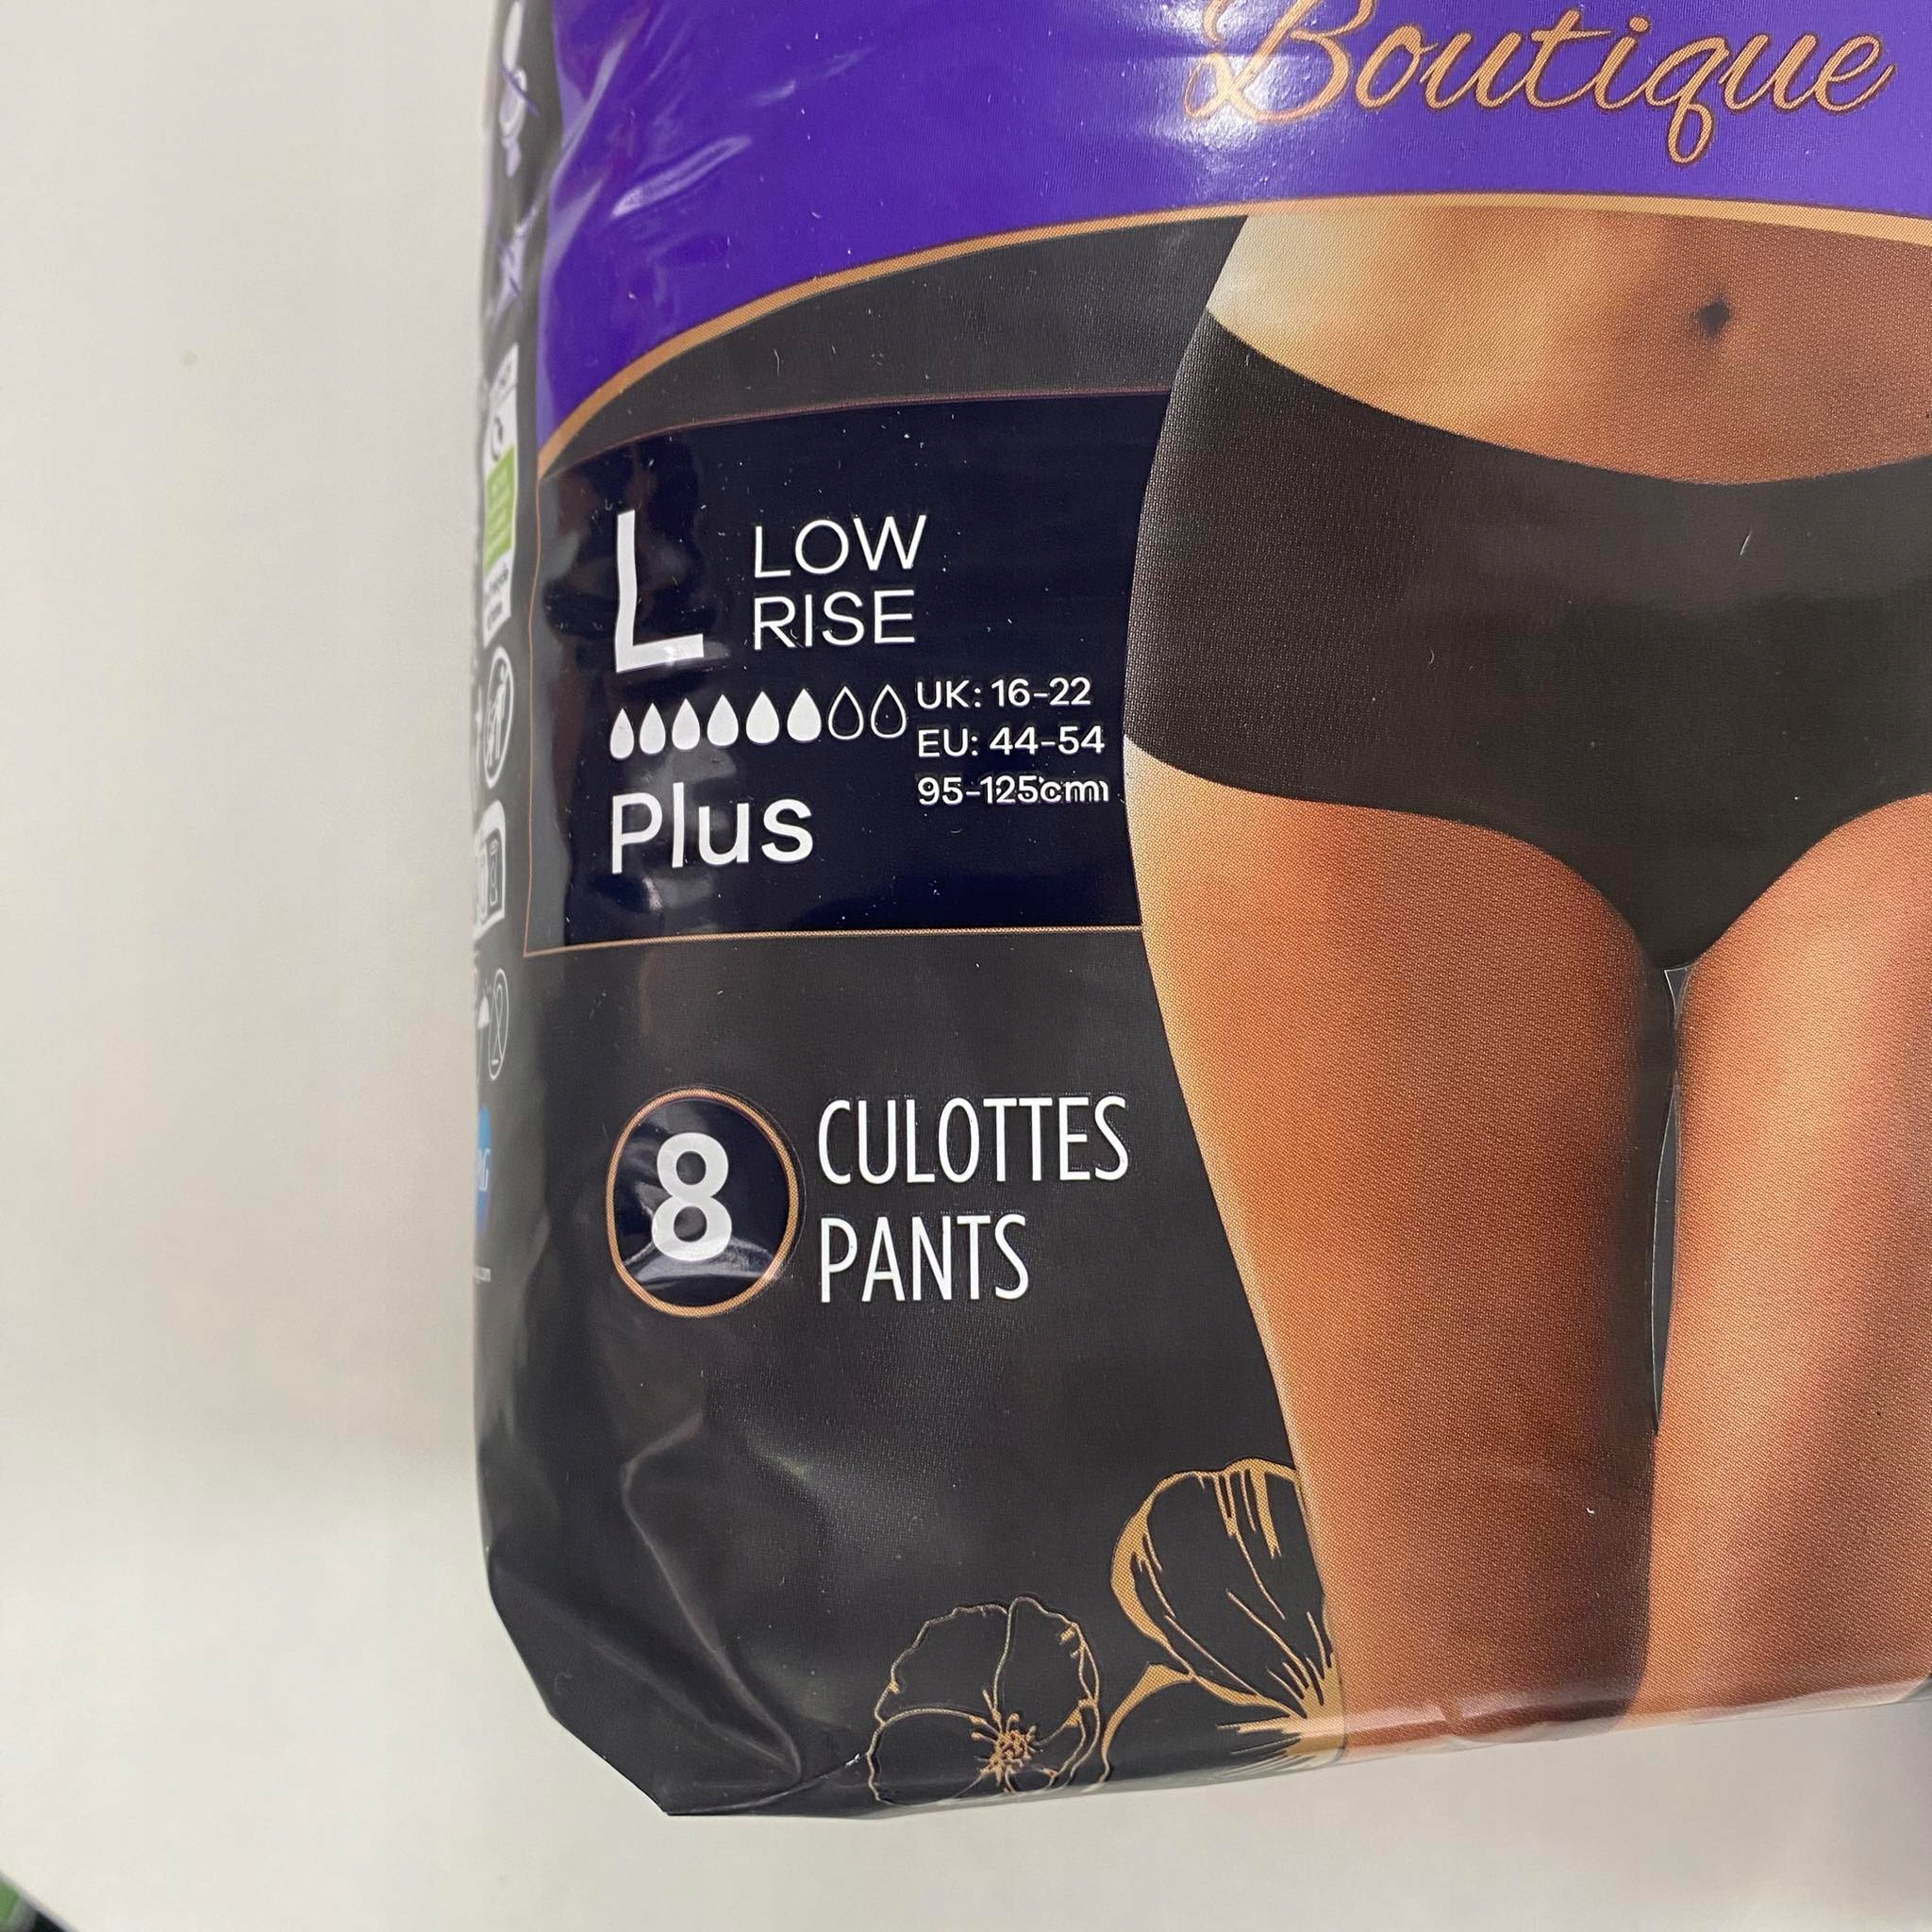 Boutique
L
LOW
RISE
UK: 16-22
EU: 44-54
95-125cm
Plus
8
CULOTTES
PANTS